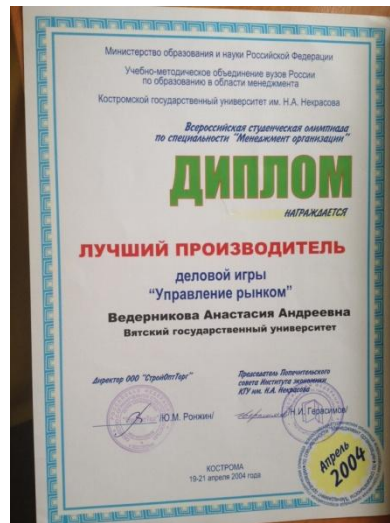 Министерство образования и науки Российской Федерации
Учебно-методическое объединение вузов России
по образованию в области менеджмента
Костромской государственный университет им. Н.А. Некрасова
Всероссийская студенческая олимпиада
по специальности "Менеджмент организации"
ДИПЛОМ
НАГРАЖДАЕТСЯ
ЛУЧШИЙ ПРОИЗВОДИТЕЛЬ
деловой игры
"Управление рынком"
Ведерникова Анастасия Андреевна
Вятский государственный университет
Директор ООО "СтройОптТорг"
/Ю.М. Ронжин/
Председатель Попечительского
совета Института экономики
КГУ им. Н.А. Некрасова
/Н.И. Герасимов/
Апрель
2004
КОСТРОМА
19-21 апреля 2004 года